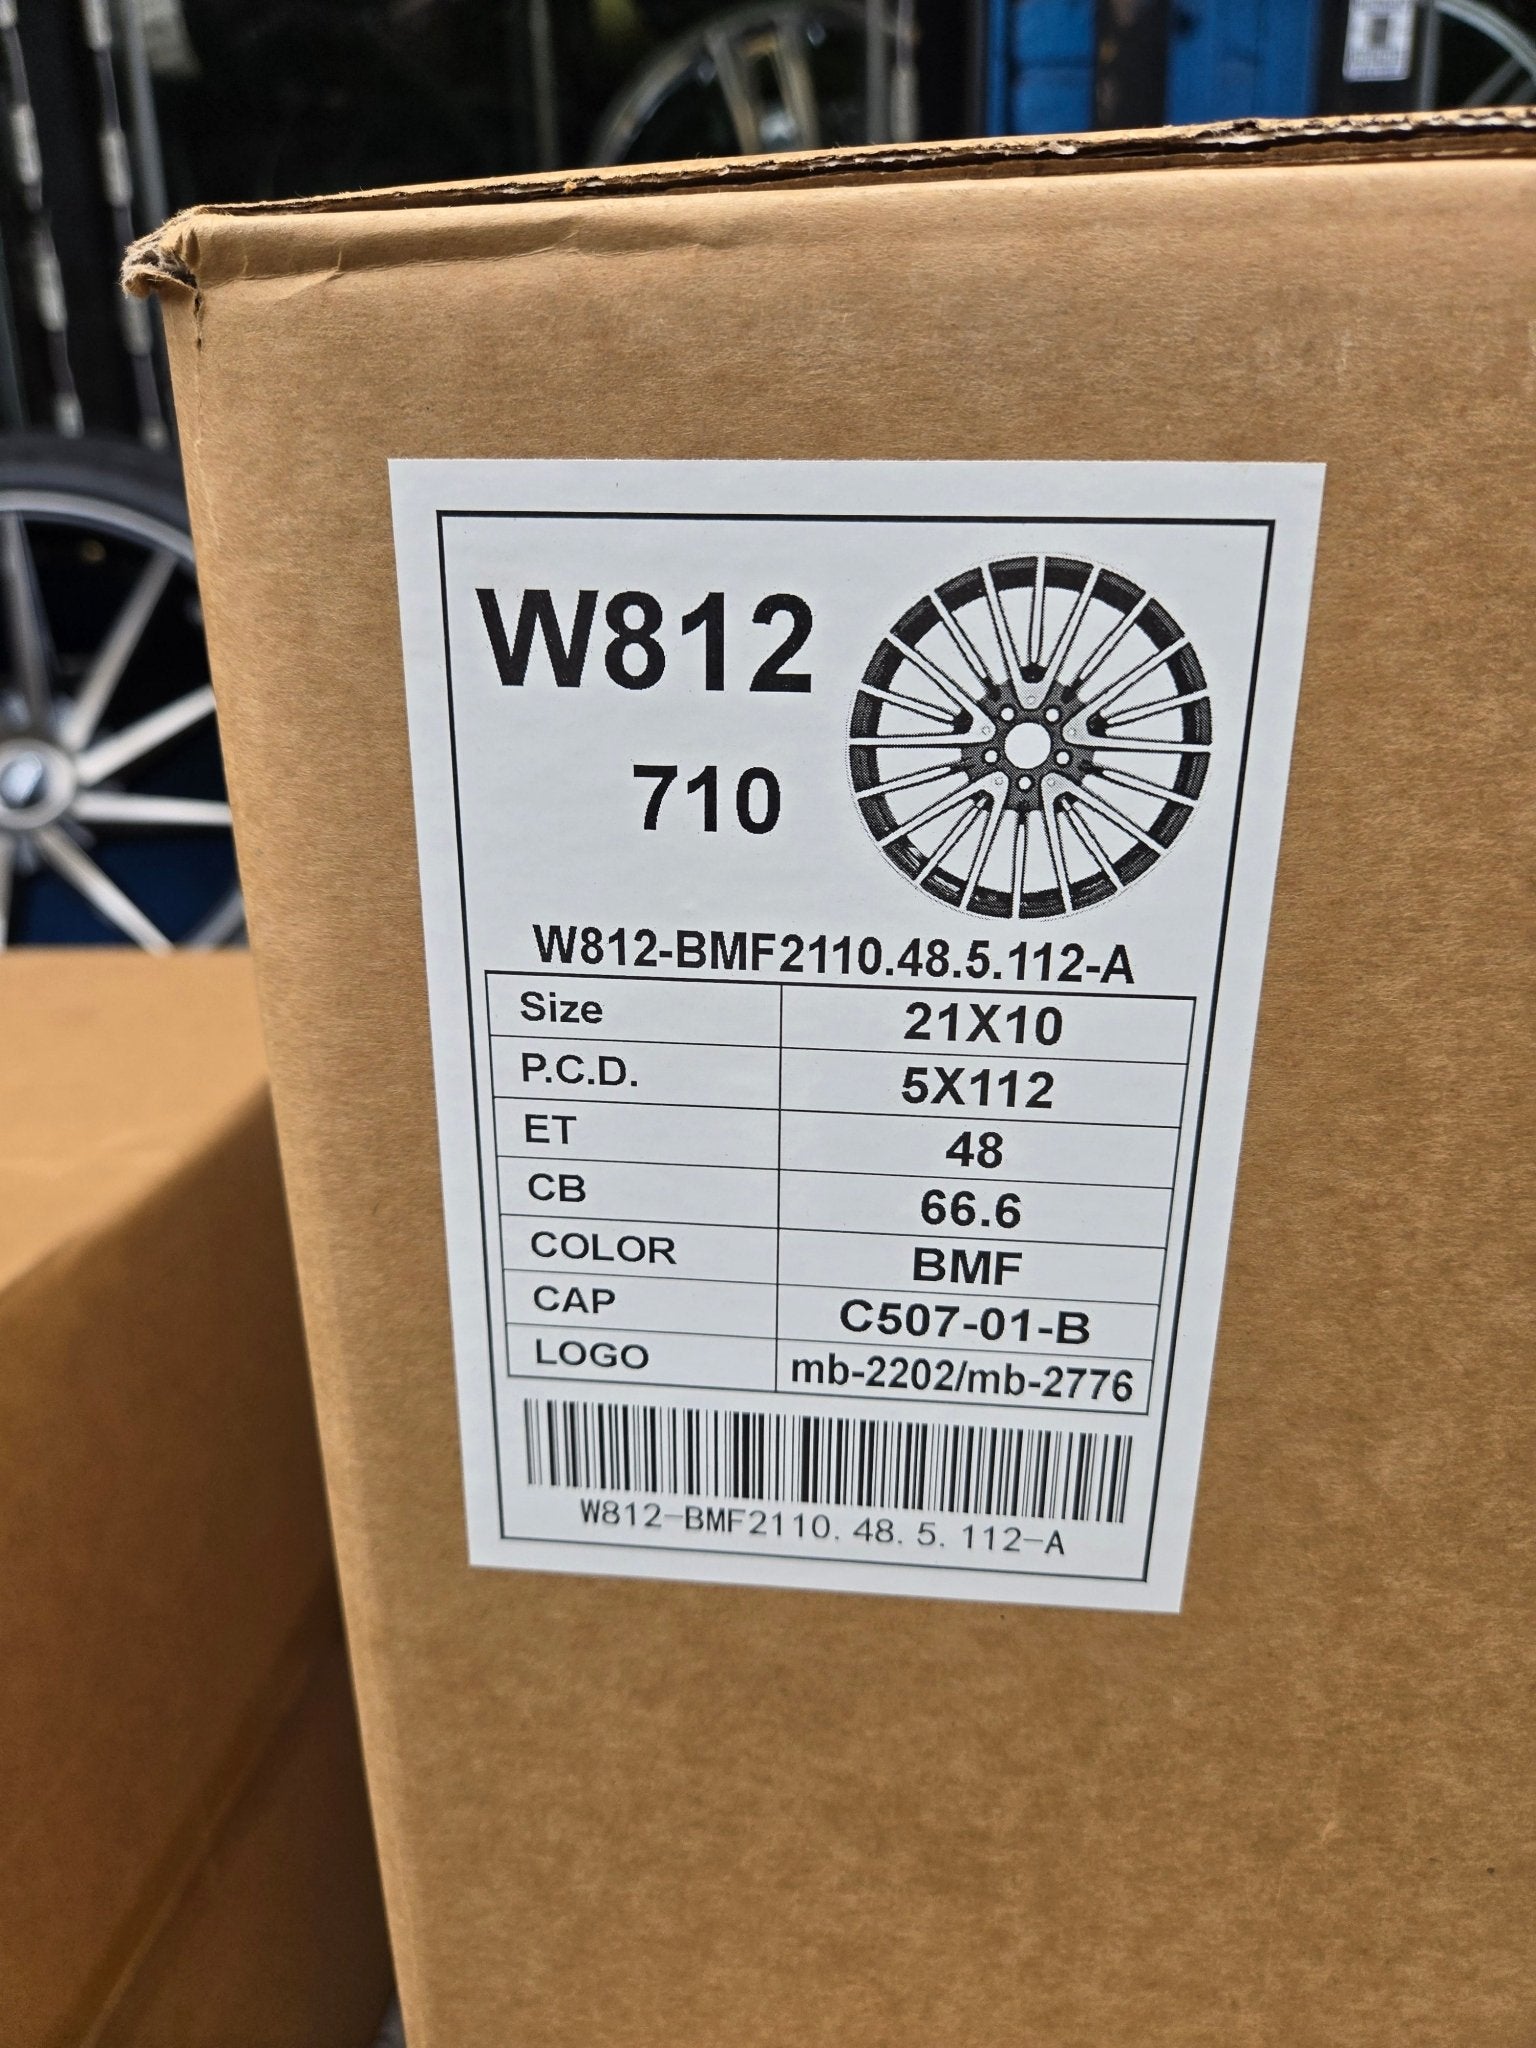 W812
710
W812-BMF2110.48.5.112-A
Size 21X10
P.C.D. 5X112
ET 48
CB 66.6
COLOR BMF
CAP C507-01-B
LOGO mb-2202/mb-2776
W812-BMF2110.48.5.112-A